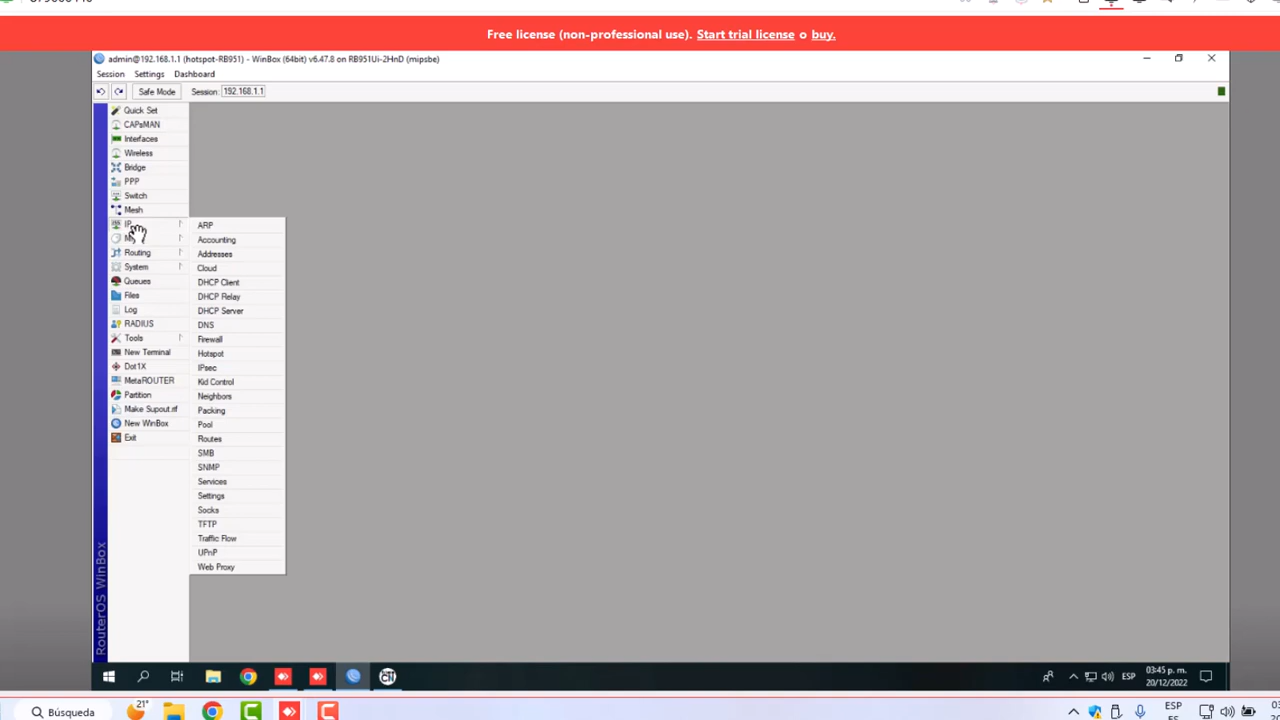 Free license (non-professional use). Start trial license o buy.
admin@192.168.1.1 (hotspot-RB951) - WinBox (64bit) v6.47.8 on RB951Ui-2HnD (mipsbe)
Session Settings Dashboard
Safe Mode Session: 192.168.1.1
Quick Set
CAPsMAN
Interfaces
Wireless
Bridge
PPP
Switch
Mesh
IP
Routing
System
Queues
Files
Log
RADIUS
Tools
New Terminal
Dot1X
MetaROUTER
Partition
Make Supout.rif
New WinBox
Exit
ARP
Accounting
Addresses
Cloud
DHCP Client
DHCP Relay
DHCP Server
DNS
Firewall
Hotspot
IPsec
Kid Control
Neighbors
Packing
Pool
Routes
SMB
SNMP
Services
Settings
Socks
TFTP
Traffic Flow
UPnP
Web Proxy
RouterOS WinBox
ESP
03:45 p. m.
20/12/2022
21°
Búsqueda
ESP